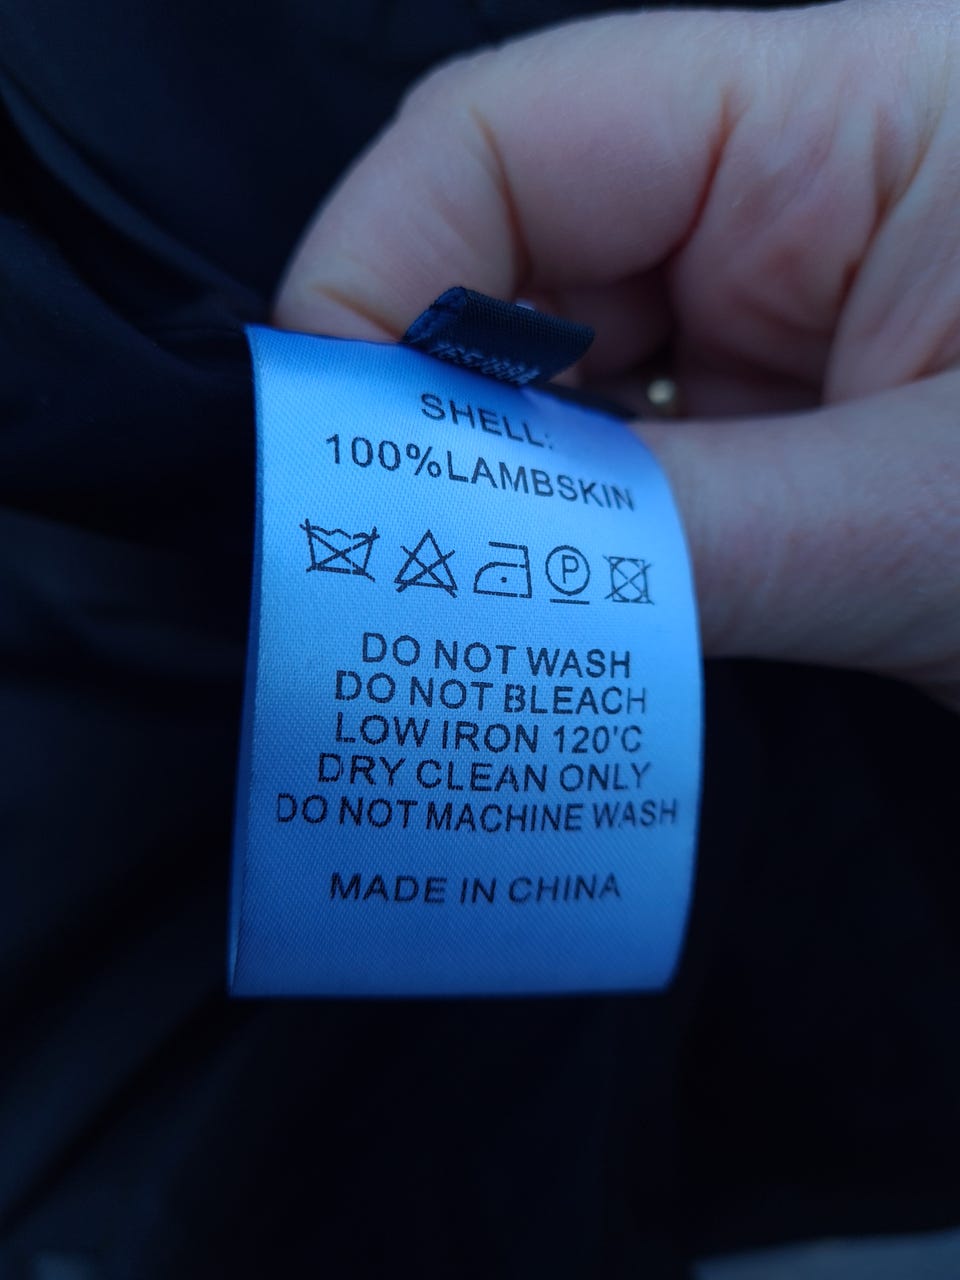 SHELL:
100%LAMBSKIN
P
DO NOT WASH
DO NOT BLEACH
LOW IRON 120'C
DRY CLEAN ONLY
DO NOT MACHINE WASH
MADE IN CHINA